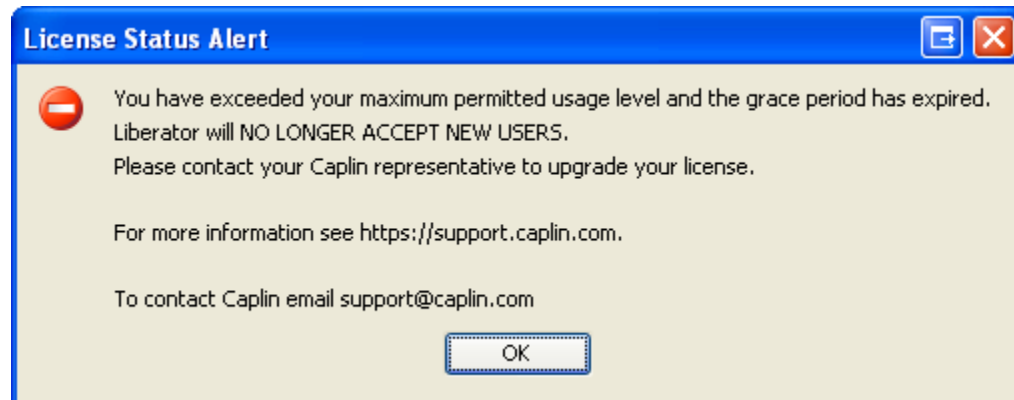 License Status Alert
You have exceeded your maximum permitted usage level and the grace period has expired.
Liberator will NO LONGER ACCEPT NEW USERS.
Please contact your Caplin representative to upgrade your license.
For more information see https://support.caplin.com.
To contact Caplin email support@caplin.com
OK